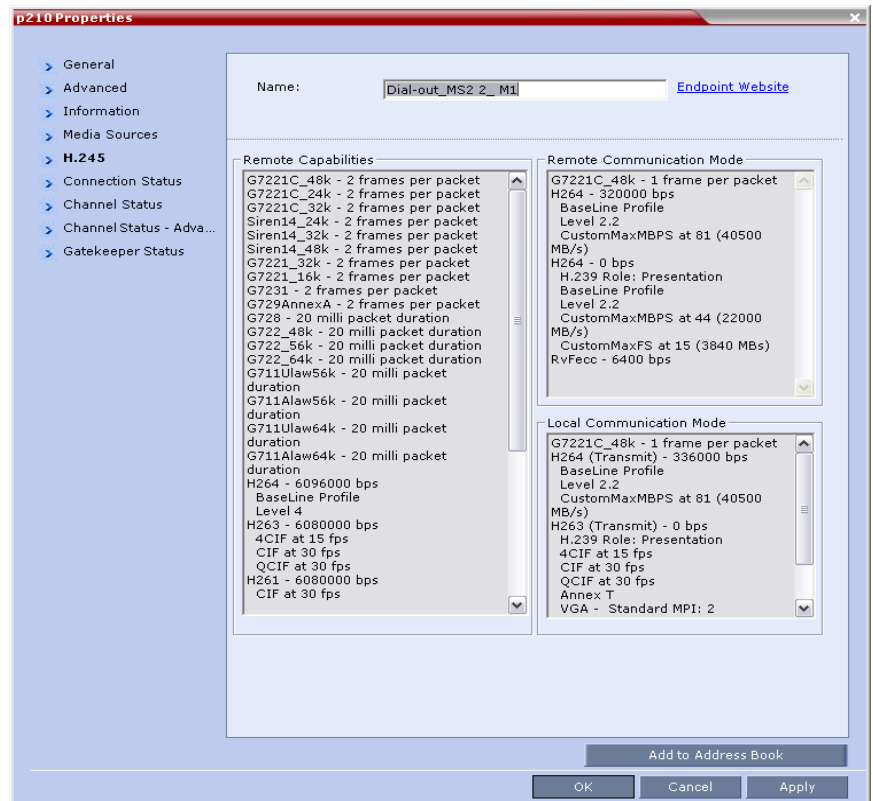 p210 Properties
General
Advanced
Information
Media Sources
H.245
Connection Status
Channel Status
Channel Status - Adva...
Gatekeeper Status
Name:
Dial-out_MS2 2_ M1
Endpoint Website
Remote Capabilities
G7221C_48k - 2 frames per packet
G7221C_24k - 2 frames per packet
G7221C_32k - 2 frames per packet
Siren14_24k - 2 frames per packet
Siren14_32k - 2 frames per packet
Siren14_48k - 2 frames per packet
G7221_32k - 2 frames per packet
G7221_16k - 2 frames per packet
G7231 - 2 frames per packet
G729AnnexA - 2 frames per packet
G728 - 20 milli packet duration
G722_48k - 20 milli packet duration
G722_56k - 20 milli packet duration
G722_64k - 20 milli packet duration
G711Ulaw56k - 20 milli packet
duration
G711Alaw56k - 20 milli packet
duration
G711Ulaw64k - 20 milli packet
duration
G711Alaw64k - 20 milli packet
duration
H264 - 6096000 bps
BaseLine Profile
Level 4
H263 - 6080000 bps
4CIF at 15 fps
CIF at 30 fps
QCIF at 30 fps
H261 - 6080000 bps
CIF at 30 fps
Remote Communication Mode
G7221C_48k - 1 frame per packet
H264 - 320000 bps
BaseLine Profile
Level 2.2
CustomMaxMBPS at 81 (40500
MB/s)
H264 - 0 bps
H.239 Role: Presentation
BaseLine Profile
Level 2.2
CustomMaxMBPS at 44 (22000
MB/s)
CustomMaxFS at 15 (3840 MBs)
RvFecc - 6400 bps
Local Communication Mode
G7221C_48k - 1 frame per packet
H264 (Transmit) - 336000 bps
BaseLine Profile
Level 2.2
CustomMaxMBPS at 81 (40500
MB/s)
H263 (Transmit) - 0 bps
H.239 Role: Presentation
4CIF at 15 fps
CIF at 30 fps
QCIF at 30 fps
Annex T
VGA - Standard MPI: 2
Add to Address Book
OK
Cancel
Apply